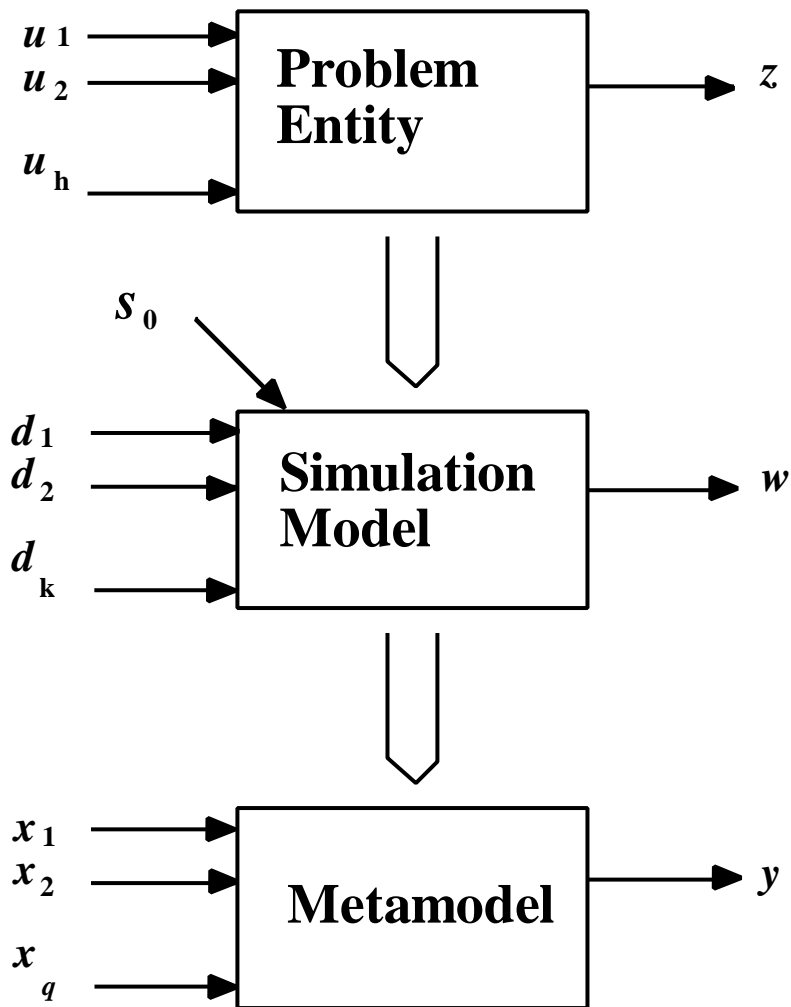 u 1
u 2
u h
Problem
Entity
z
s 0
d 1
d 2
d k
Simulation
Model
w
x 1
x 2
x q
Metamodel
y